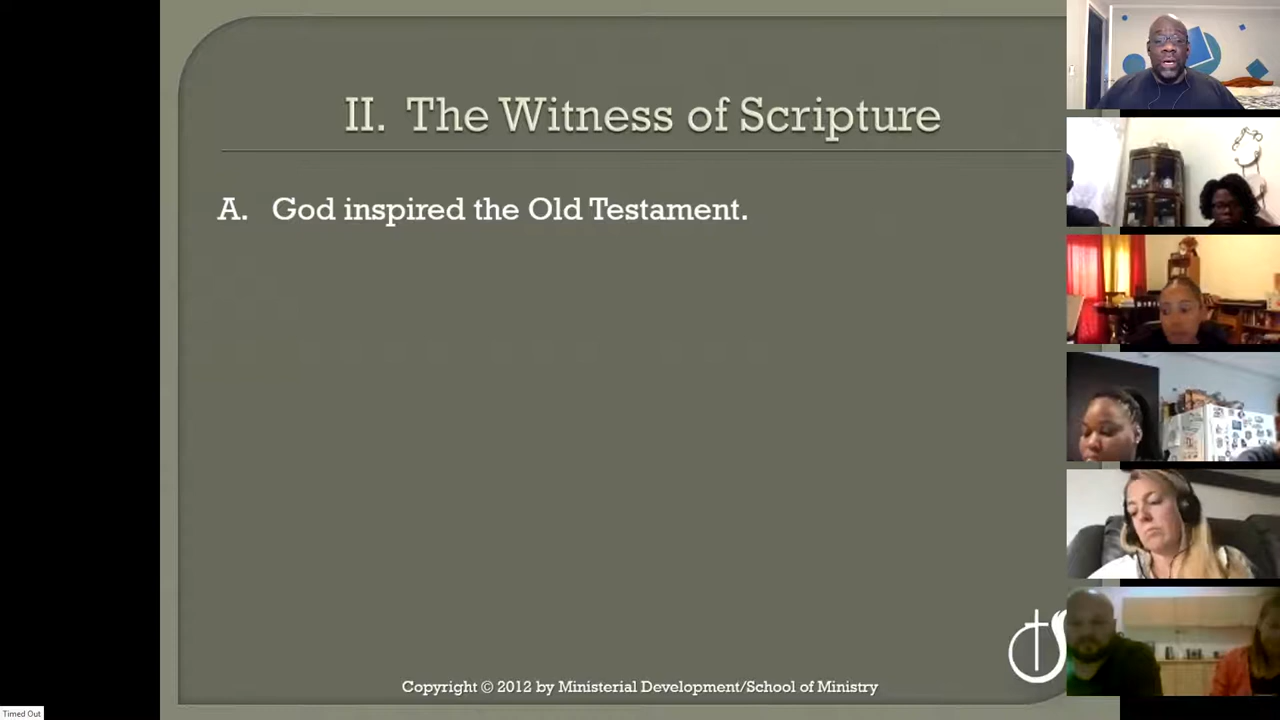 II. The Witness of Scripture
A. God inspired the Old Testament.
Copyright © 2012 by Ministerial Development/School of Ministry
Timed Out